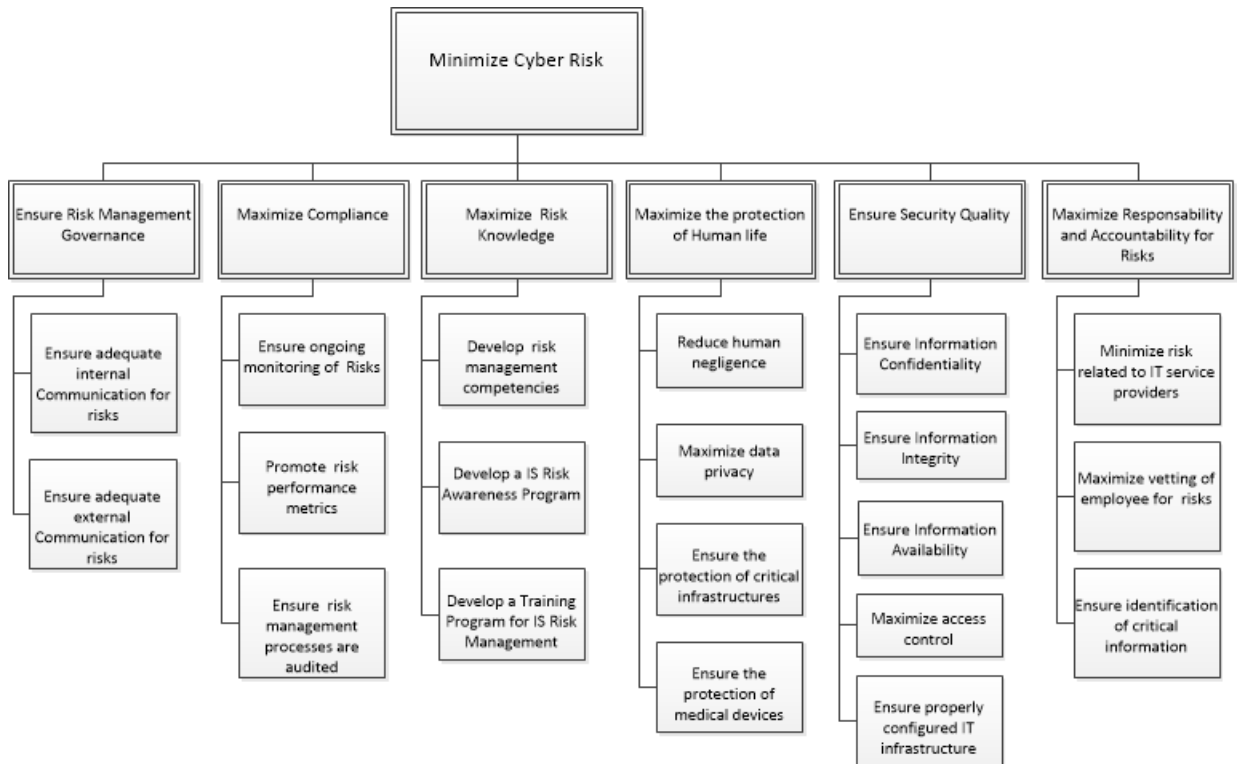 Minimize Cyber Risk
Ensure Risk Management
Governance
Maximize Compliance
Maximize Risk
Knowledge
Maximize the protection
of Human life
Ensure Security Quality
Maximize Responsability
and Accountability for
Risks
Ensure adequate
internal
Communication for
risks
Ensure adequate
external
Communication for
risks
Ensure ongoing
monitoring of Risks
Promote risk
performance
metrics
Ensure risk
management
processes are
audited
Develop risk
management
competencies
Develop a IS Risk
Awareness Program
Develop a Training
Program for IS Risk
Management
Reduce human
negligence
Maximize data
privacy
Ensure the
protection of critical
infrastructures
Ensure the
protection of
medical devices
Ensure Information
Confidentiality
Ensure Information
Integrity
Ensure Information
Availability
Maximize access
control
Ensure properly
configured IT
infrastructure
Minimize risk
related to IT service
providers
Maximize vetting of
employee for risks
Ensure identification
of critical
information